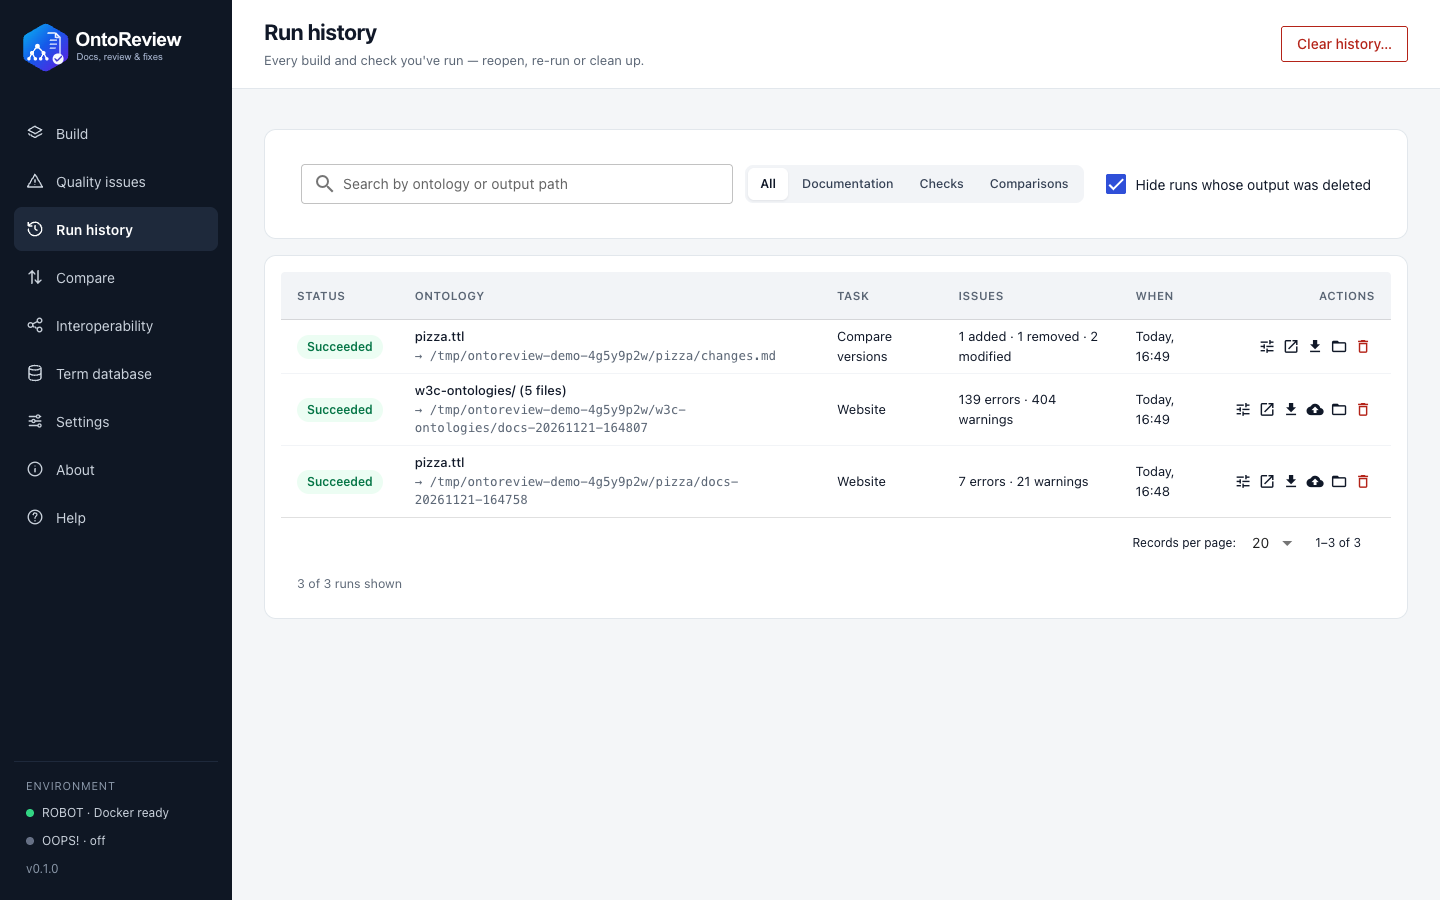 OntoReview
Docs, review & fixes
Build
Quality issues
Run history
Compare
Interoperability
Term database
Settings
About
Help
ENVIRONMENT
ROBOT · Docker ready
OOPS! · off
v0.1.0
Run history
Every build and check you've run — reopen, re-run or clean up.
Clear history...
Search by ontology or output path
All Documentation Checks Comparisons
Hide runs whose output was deleted
STATUS ONTOLOGY TASK ISSUES WHEN ACTIONS
Succeeded
pizza.ttl
→ /tmp/ontoreview-demo-4g5y9p2w/pizza/changes.md
Compare
versions
1 added · 1 removed · 2
modified
Today,
16:49
Succeeded
w3c-ontologies/ (5 files)
→ /tmp/ontoreview-demo-4g5y9p2w/w3c-
ontologies/docs-20261121-164807
Website
139 errors · 404
warnings
Today,
16:49
Succeeded
pizza.ttl
→ /tmp/ontoreview-demo-4g5y9p2w/pizza/docs-
20261121-164758
Website
7 errors · 21 warnings
Today,
16:48
Records per page: 20 1–3 of 3
3 of 3 runs shown